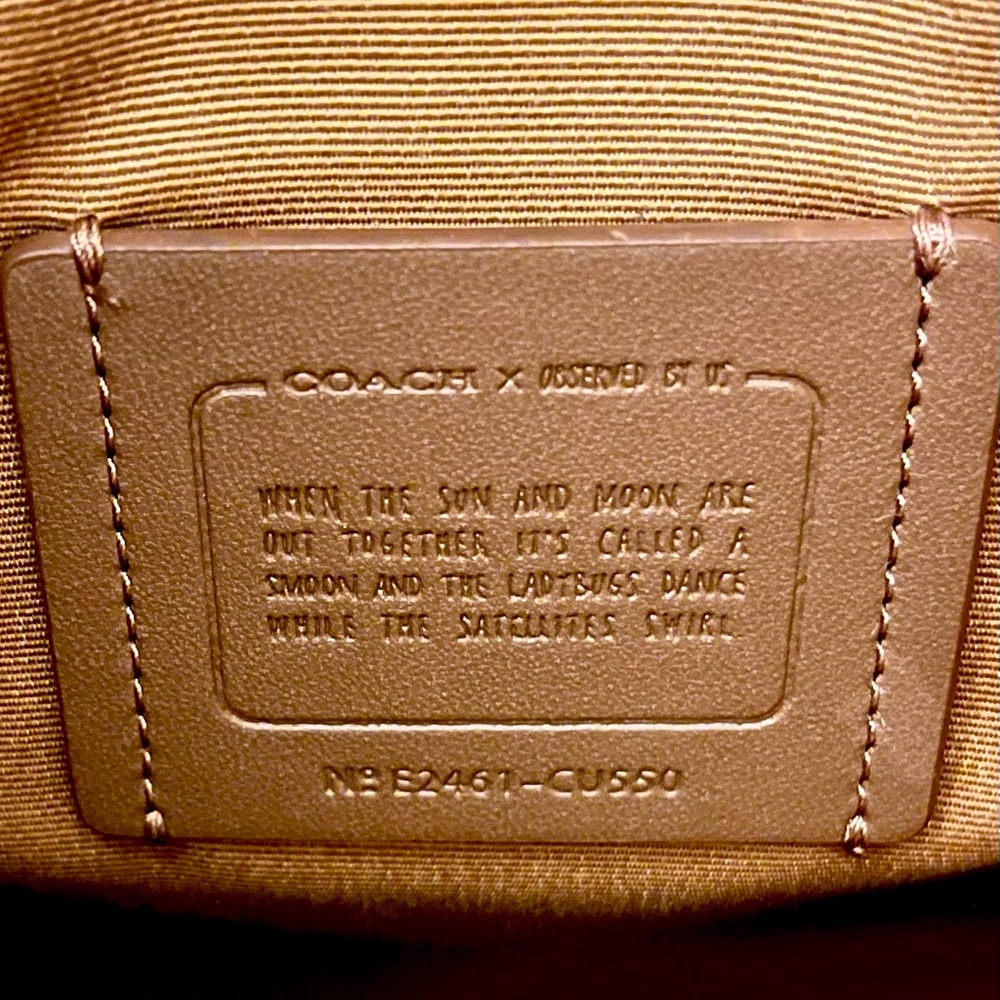 COACH × OBSERVED BY US
WHEN THE SUN AND MOON ARE
OUT TOGETHER IT'S CALLED A
SMOON AND THE LADYBUGS DANCE
WHILE THE SATELLITES SWIRL
Nº E2461-CU550